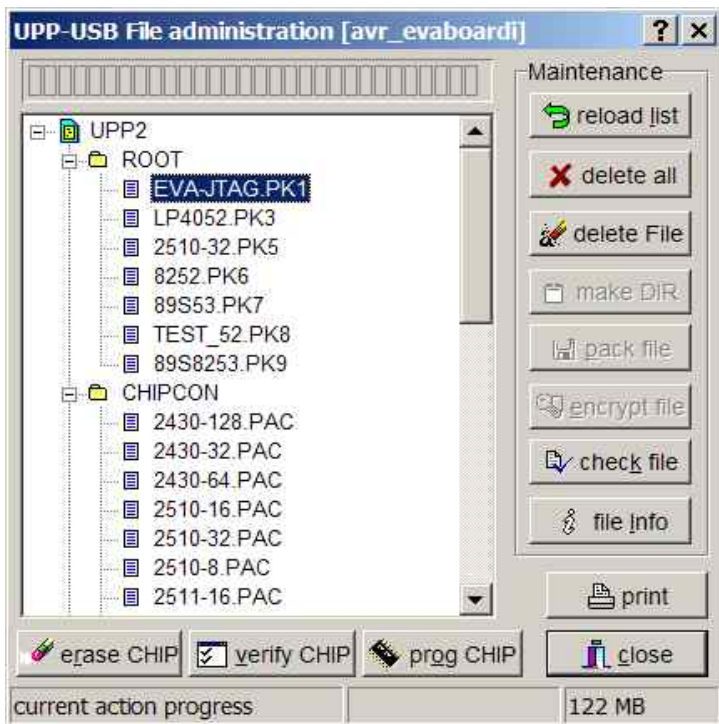 UPP-USB File administration [avr_evaboardi]
Maintenance
reload list
delete all
delete File
make DIR
pack file
encrypt file
check file
file Info
UPP2
ROOT
EVA-JTAG.PK1
LP4052.PK3
2510-32.PK5
8252.PK6
89S53.PK7
TEST_52.PK8
89S8253.PK9
CHIPCON
2430-128.PAC
2430-32.PAC
2430-64.PAC
2510-16.PAC
2510-32.PAC
2510-8.PAC
2511-16.PAC
print
erase CHIP
verify CHIP
prog CHIP
close
current action progress
122 MB